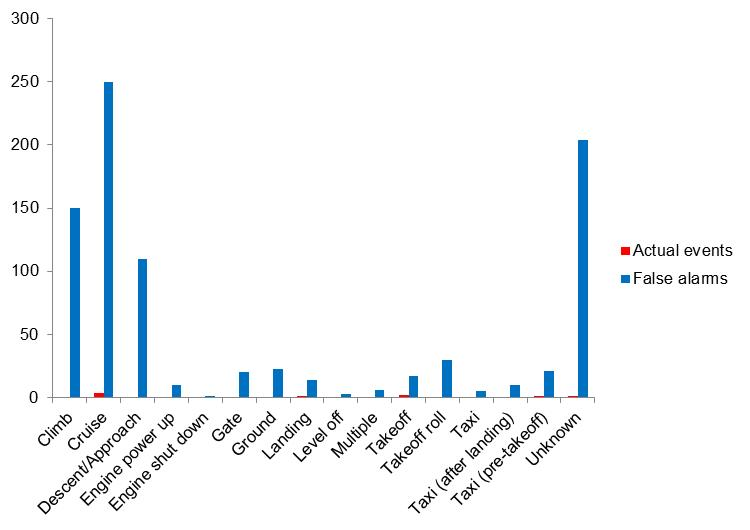 300
250
200
150
100
50
0
Climb
Cruise
Descent/Approach
Engine power up
Engine shut down
Gate
Ground
Landing
Level off
Multiple
Takeoff
Takeoff roll
Taxi
Taxi (after landing)
Taxi (pre-takeoff)
Unknown
Actual events
False alarms